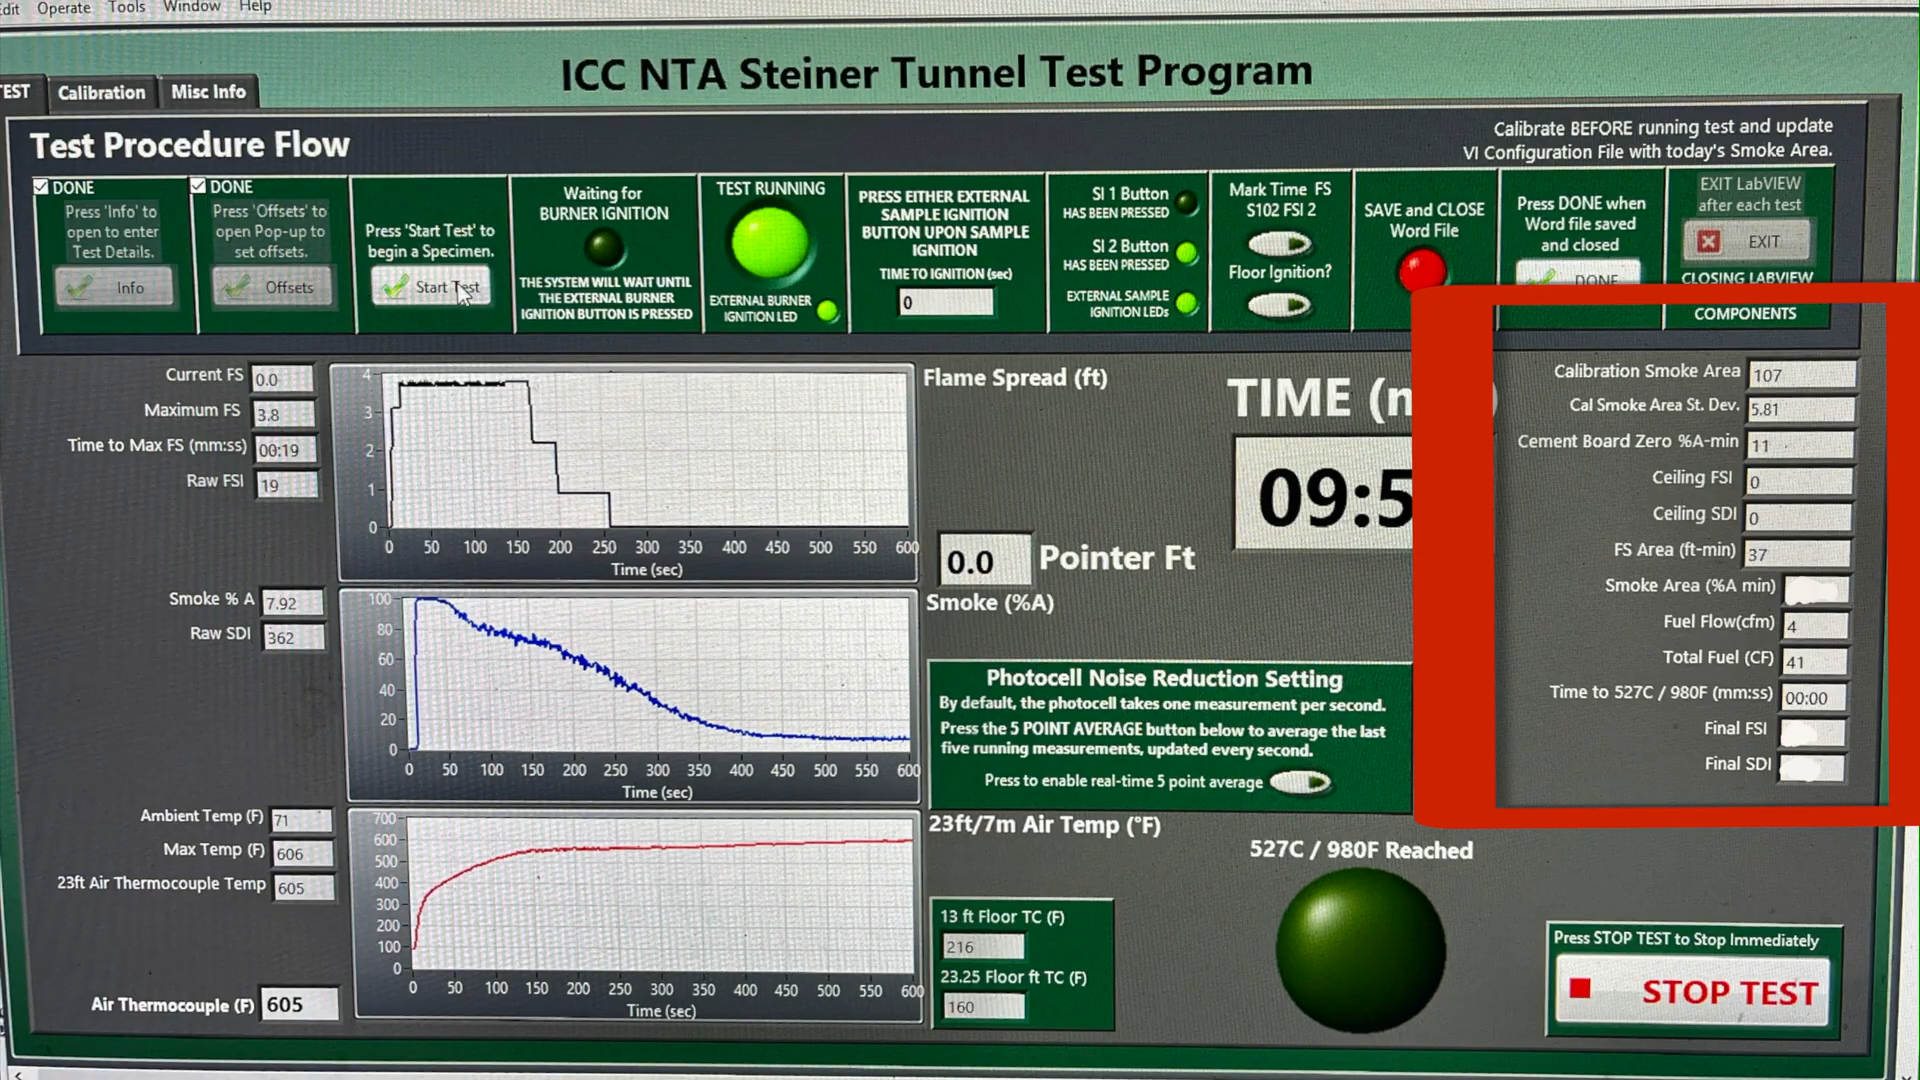 Edit Operate Tools Window Help
ICC NTA Steiner Tunnel Test Program
TEST Calibration Misc Info
Test Procedure Flow
Calibrate BEFORE running test and update
VI Configuration File with today's Smoke Area.
DONE
Press 'Info' to
open to enter
Test Details.
Info
DONE
Press 'Offsets' to
open Pop-up to
set offsets.
Offsets
Press 'Start Test' to
begin a Specimen.
Start Test
Waiting for
BURNER IGNITION
THE SYSTEM WILL WAIT UNTIL
THE EXTERNAL BURNER
IGNITION BUTTON IS PRESSED
TEST RUNNING
EXTERNAL BURNER
IGNITION LED
PRESS EITHER EXTERNAL
SAMPLE IGNITION
BUTTON UPON SAMPLE
IGNITION
TIME TO IGNITION (sec)
0
SI 1 Button
HAS BEEN PRESSED
SI 2 Button
HAS BEEN PRESSED
EXTERNAL SAMPLE
IGNITION LEDs
Mark Time FS
S102 FSI 2
Floor Ignition?
SAVE and CLOSE
Word File
Press DONE when
Word file saved
and closed
DONE
EXIT LabVIEW
after each test
EXIT
CLOSING LABVIEW
COMPONENTS
Current FS 0.0
Maximum FS 3.8
Time to Max FS (mm:ss) 00:19
Raw FSI 19
4
3
2
1
0
0 50 100 150 200 250 300 350 400 450 500 550 600
Time (sec)
Flame Spread (ft)
TIME (
09:5
0.0 Pointer Ft
Smoke % A 7.92
Raw SDI 362
100
80
60
40
20
0
0 50 100 150 200 250 300 350 400 450 500 550 600
Time (sec)
Smoke (%A)
Photocell Noise Reduction Setting
By default, the photocell takes one measurement per second.
Press the 5 POINT AVERAGE button below to average the last
five running measurements, updated every second.
Press to enable real-time 5 point average
Calibration Smoke Area 107
Cal Smoke Area St. Dev. 5.81
Cement Board Zero %A-min 11
Ceiling FSI 0
Ceiling SDI 0
FS Area (ft-min) 37
Smoke Area (%A min)
Fuel Flow(cfm) 4
Total Fuel (CF) 41
Time to 527C / 980F (mm:ss) 00:00
Final FSI
Final SDI
Ambient Temp (F) 71
Max Temp (F) 606
23ft Air Thermocouple Temp 605
Air Thermocouple (F) 605
700
600
500
400
300
200
100
0
0 50 100 150 200 250 300 350 400 450 500 550 600
Time (sec)
23ft/7m Air Temp (°F)
13 ft Floor TC (F)
216
23.25 Floor ft TC (F)
160
527C / 980F Reached
Press STOP TEST to Stop Immediately
STOP TEST